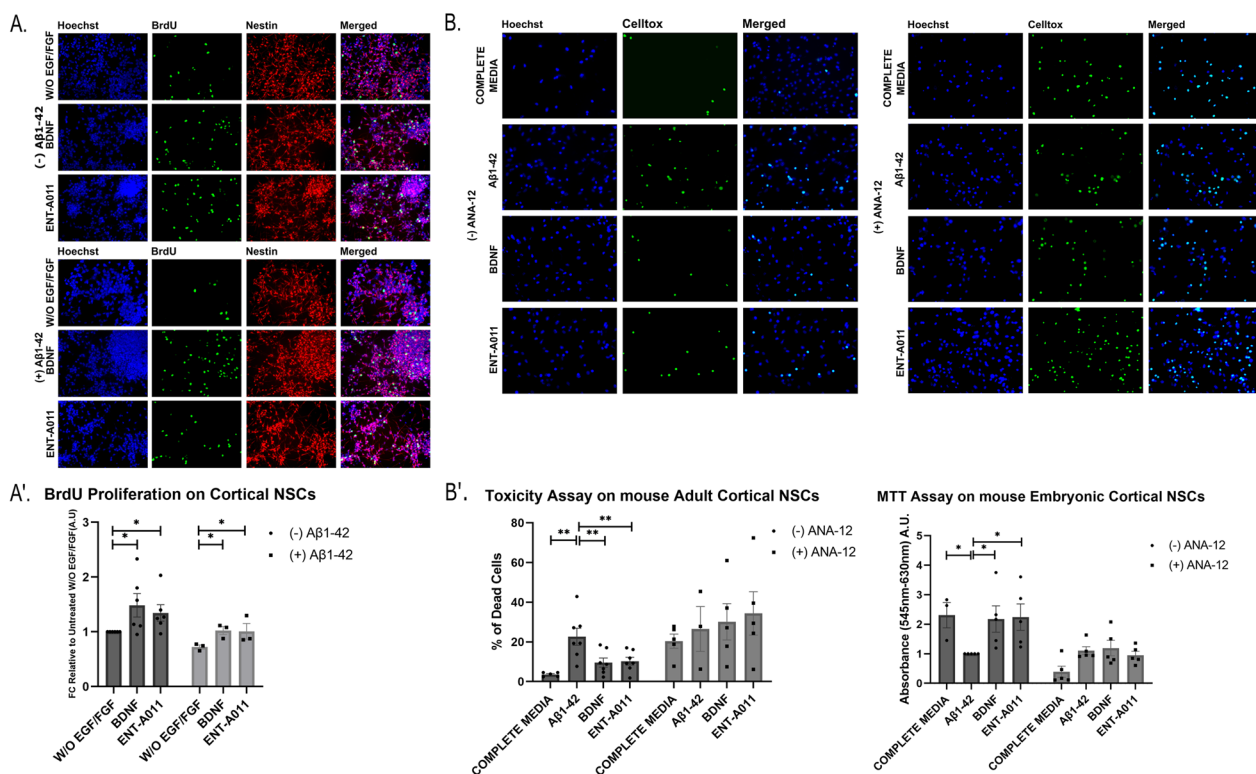 A.
Hoechst BrdU Nestin Merged
W/O EGF/FGF
(-) Aβ1-42
BDNF
ENT-A011
Hoechst BrdU Nestin Merged
W/O EGF/FGF
(+) Aβ1-42
BDNF
ENT-A011
B.
Hoechst Celltox Merged
COMPLETE
MEDIA
Aβ1-42
(-) ANA-12
BDNF
ENT-A011
Hoechst Celltox Merged
COMPLETE
MEDIA
Aβ1-42
(+) ANA-12
BDNF
ENT-A011
A'. BrdU Proliferation on Cortical NSCs
FC Relative to Untreated W/O EGF/FGF(A.U)
3
2
1
0
*
*
*
*
(-) Aβ1-42
(+) Aβ1-42
W/O EGF/FGF
BDNF
ENT-A011
W/O EGF/FGF
BDNF
ENT-A011
B'. Toxicity Assay on mouse Adult Cortical NSCs
% of Dead Cells
80
60
40
20
0
**
**
**
(-) ANA-12
(+) ANA-12
COMPLETE MEDIA
Aβ1-42
BDNF
ENT-A011
COMPLETE MEDIA
Aβ1-42
BDNF
ENT-A011
MTT Assay on mouse Embryonic Cortical NSCs
Absorbance (545nm-630nm) A.U.
5
4
3
2
1
0
*
*
*
(-) ANA-12
(+) ANA-12
COMPLETE MEDIA
Aβ1-42
BDNF
ENT-A011
COMPLETE MEDIA
Aβ1-42
BDNF
ENT-A011